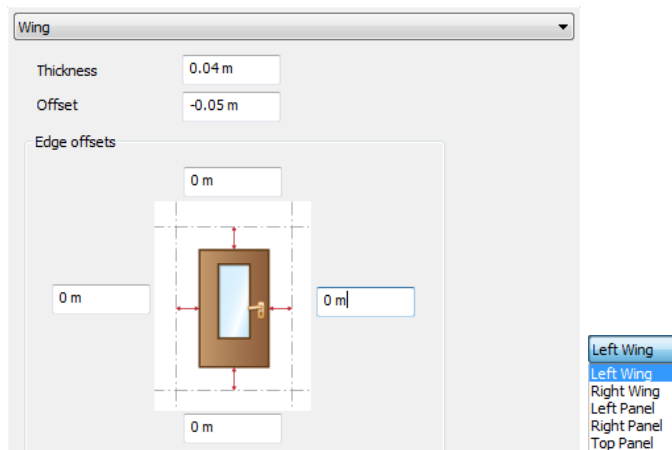 Wing
Thickness
0.04 m
Offset
-0.05 m
Edge offsets
0 m
0 m
0 m
0 m
Left Wing
Left Wing
Right Wing
Left Panel
Right Panel
Top Panel